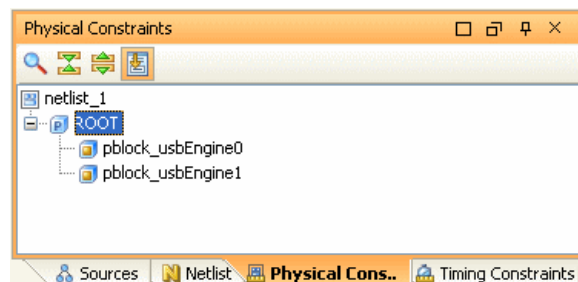 Physical Constraints
netlist_1
ROOT
pblock_usbEngine0
pblock_usbEngine1
Sources Netlist Physical Cons.. Timing Constraints